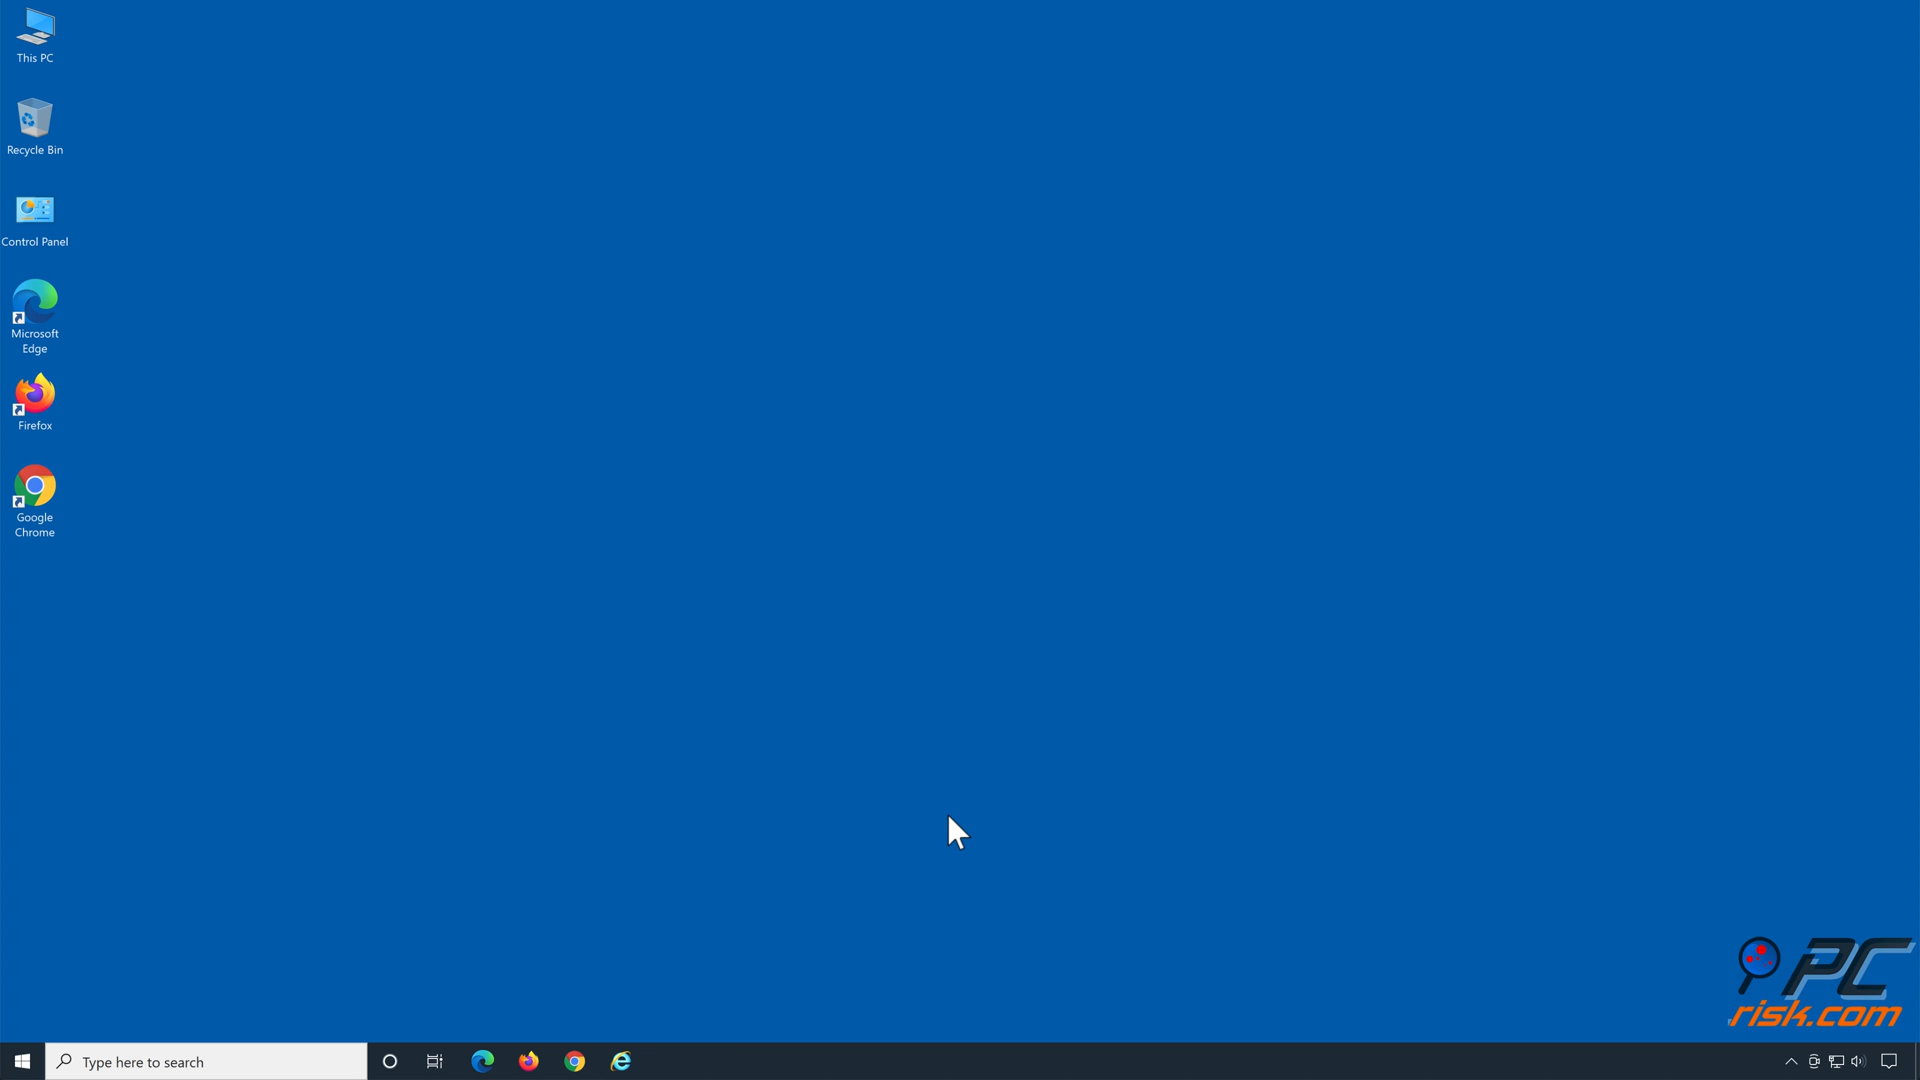 This PC
Recycle Bin
Control Panel
Microsoft
Edge
Firefox
Google
Chrome
PC
risk.com
Type here to search